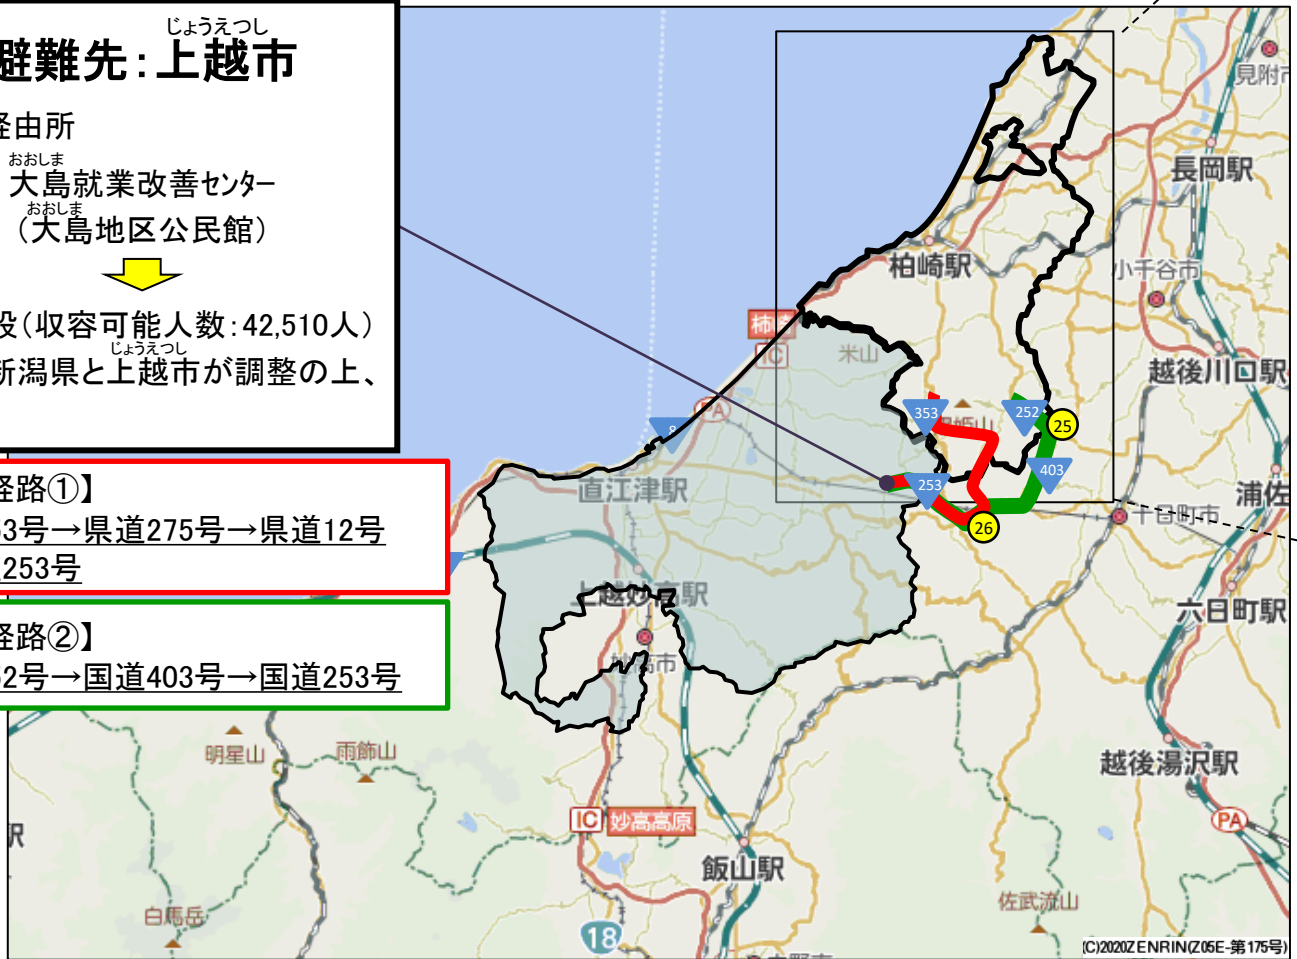 じょうえつし
避難先：上越市
経由所
おおしま
大島就業改善センター
おおしま
（大島地区公民館）
設（収容可能人数：42,510人）
じょうえつし
新潟県と上越市が調整の上、
経路①】
53号→県道275号→県道12号
253号
経路②】
52号→国道403号→国道253号
見附市
長岡駅
柏崎駅
小千谷市
柿崎
IC
米山
越後川口駅
PA
8
353
252
25
403
253
26
直江津駅
浦佐
十日町市
上越妙高駅
六日町駅
妙高市
明星山
雨飾山
越後湯沢駅
IC
妙高高原
PA
駅
飯山駅
白馬岳
佐武流山
18
中野市
(C)2020ZENRIN(Z05E-第175号)